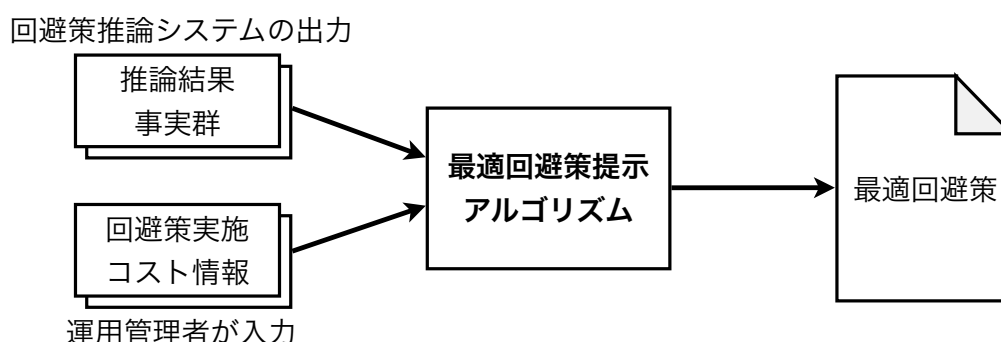 回避策推論システムの出力
推論結果
事実群
回避策実施
コスト情報
運用管理者が入力
最適回避策提示
アルゴリズム
最適回避策